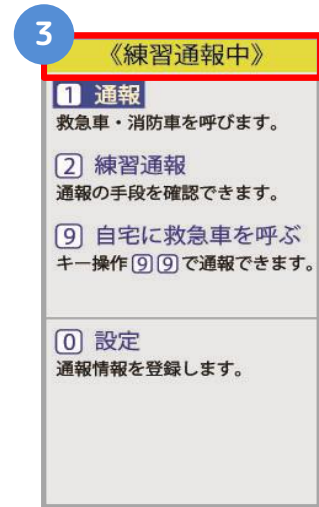 3
《練習通報中》
1 通報
救急車・消防車を呼びます。
2 練習通報
通報の手段を確認できます。
9 自宅に救急車を呼ぶ
キー操作99で通報できます。
0 設定
通報情報を登録します。